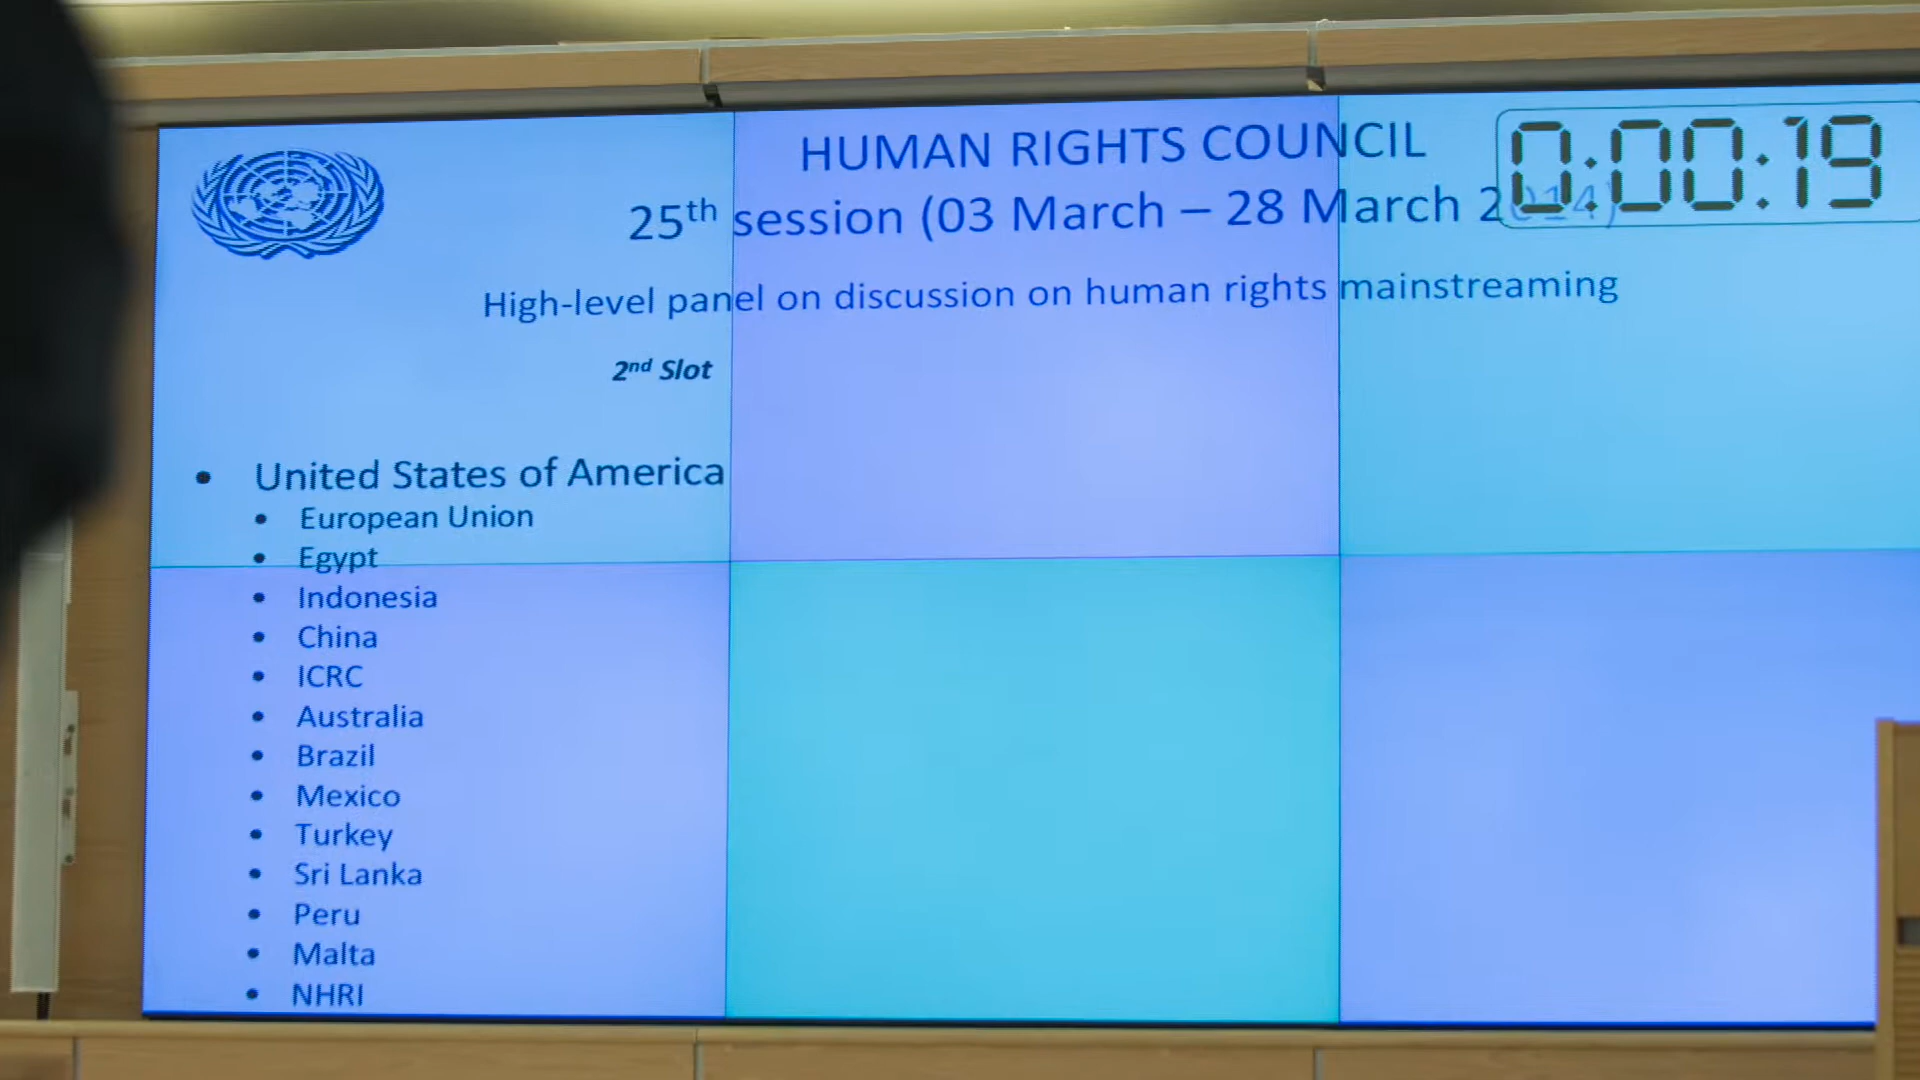 HUMAN RIGHTS COUNCIL
0:00:19
25th session (03 March – 28 March 2014)
High-level panel on discussion on human rights mainstreaming
2nd Slot
• United States of America
• European Union
• Egypt
• Indonesia
• China
• ICRC
• Australia
• Brazil
• Mexico
• Turkey
• Sri Lanka
• Peru
• Malta
• NHRI